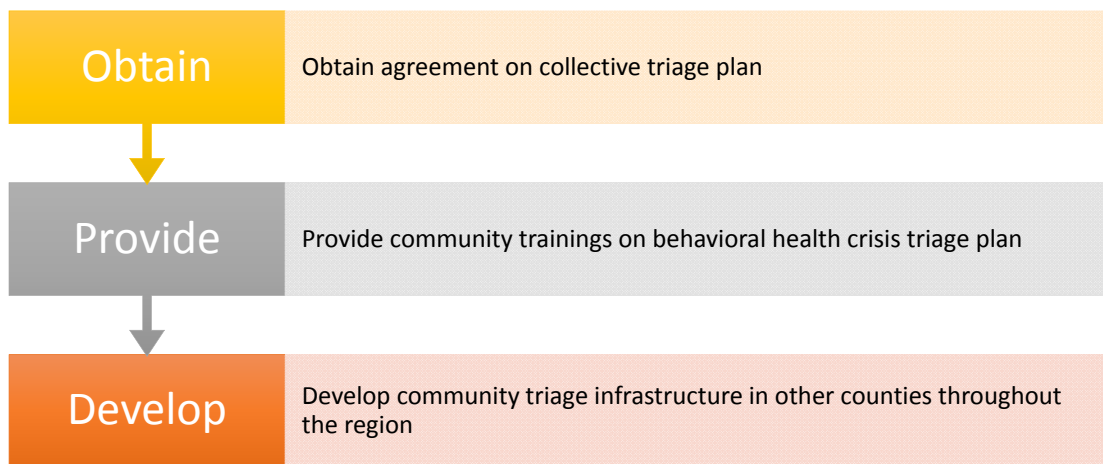 Obtain
Obtain agreement on collective triage plan
Provide
Provide community trainings on behavioral health crisis triage plan
Develop
Develop community triage infrastructure in other counties throughout
the region